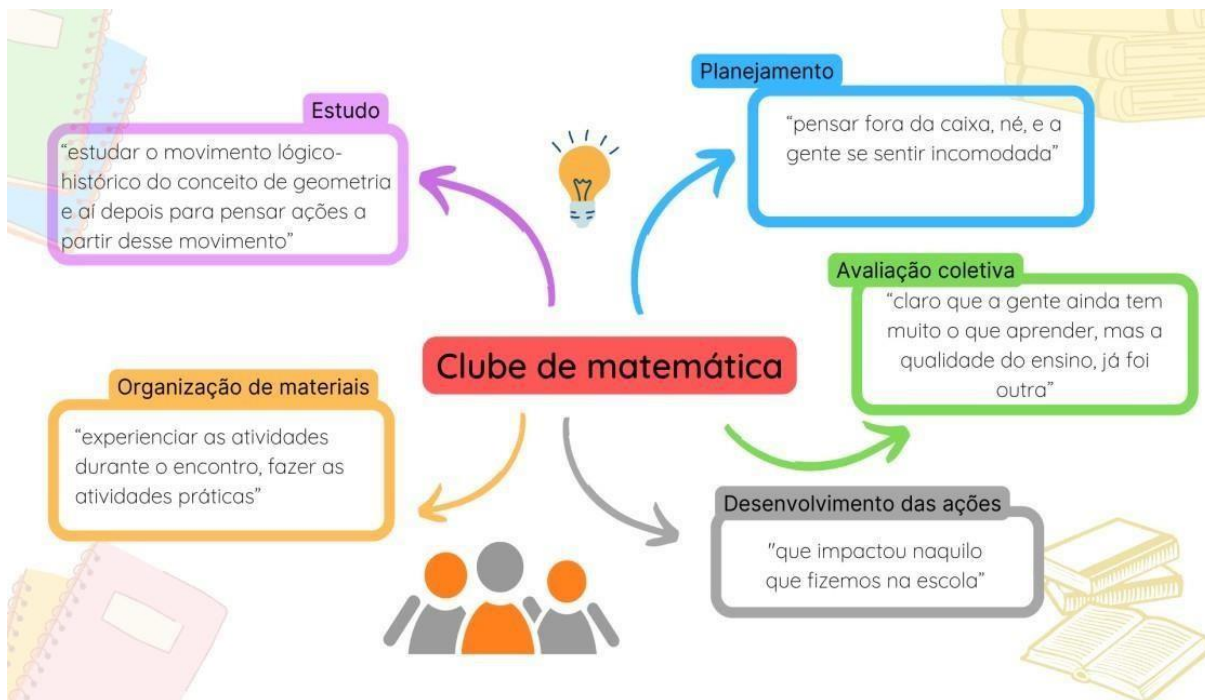 Estudo
“estudar o movimento lógico-
histórico do conceito de geometria
e aí depois para pensar ações a
partir desse movimento”
Planejamento
“pensar fora da caixa, né, e a
gente se sentir incomodada”
Avaliação coletiva
“claro que a gente ainda tem
muito o que aprender, mas a
qualidade do ensino, já foi
outra”
Clube de matemática
Organização de materiais
“experienciar as atividades
durante o encontro, fazer as
atividades práticas”
Desenvolvimento das ações
"que impactou naquilo
que fizemos na escola”